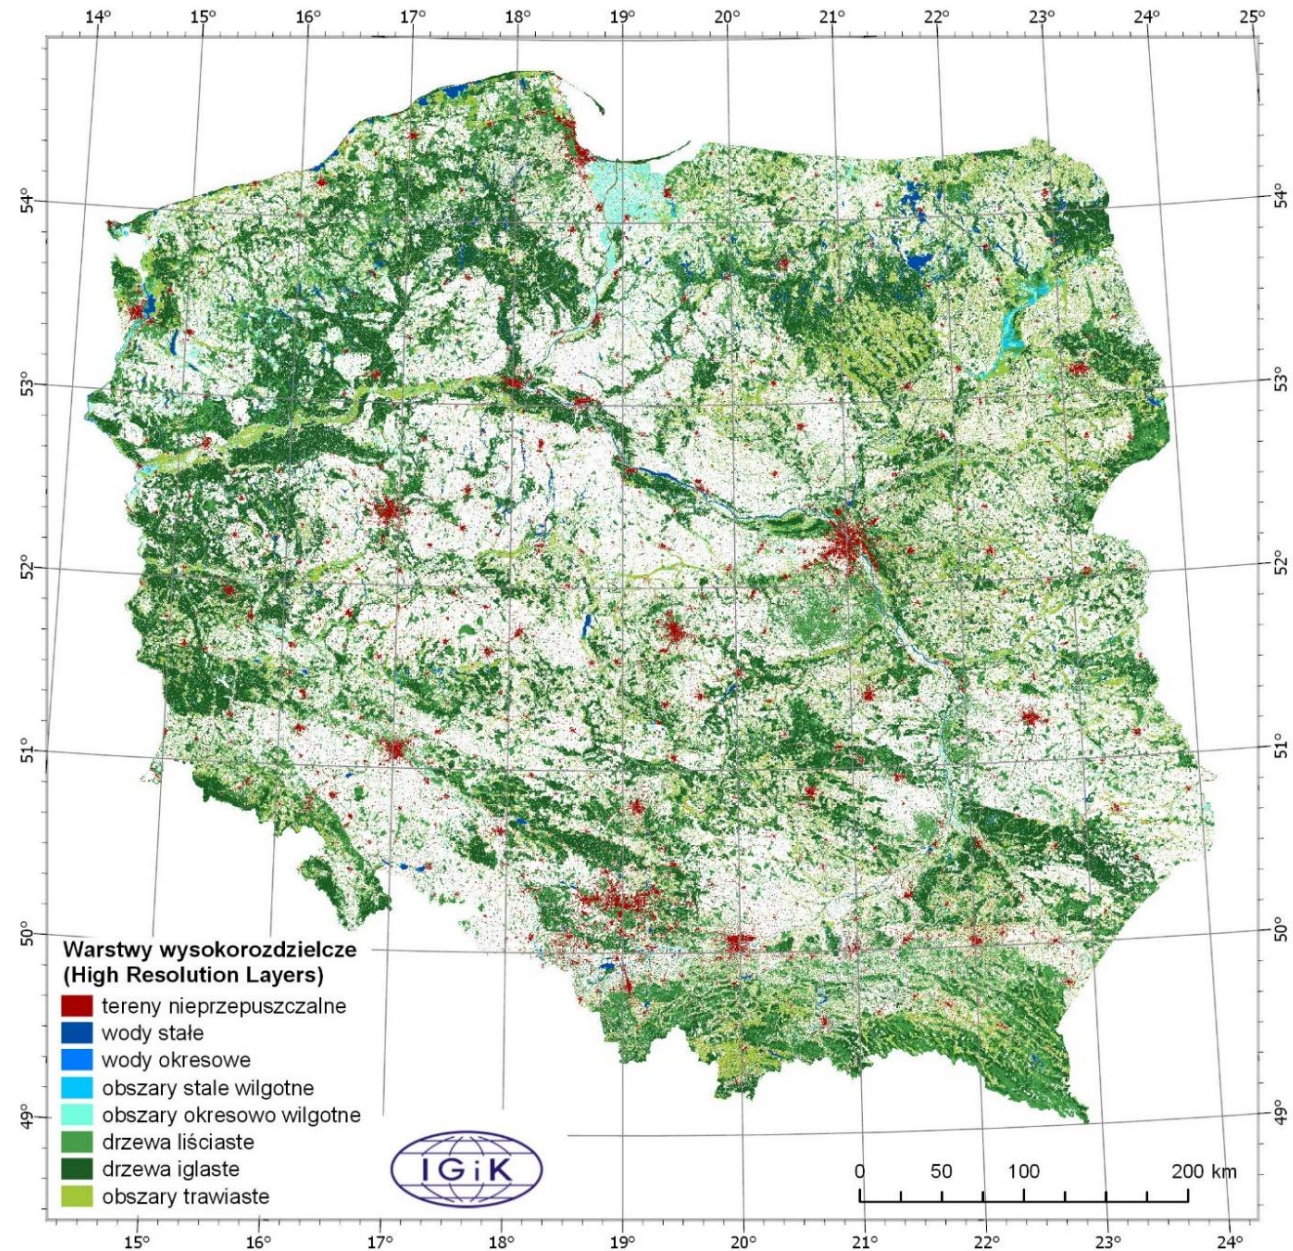 14° 15° 16° 17° 18° 19° 20° 21° 22° 23° 24° 25°
54° 54°
53° 53°
52° 52°
51° 51°
50° 50°
Warstwy wysokorozdzielcze
(High Resolution Layers)
tereny nieprzepuszczalne
wody stałe
wody okresowe
obszary stale wilgotne
obszary okresowo wilgotne
49° 49°
drzewa liściaste
drzewa iglaste
obszary trawiaste
IGiK
0 50 100 200 km
15° 16° 17° 18° 19° 20° 21° 22° 23° 24°